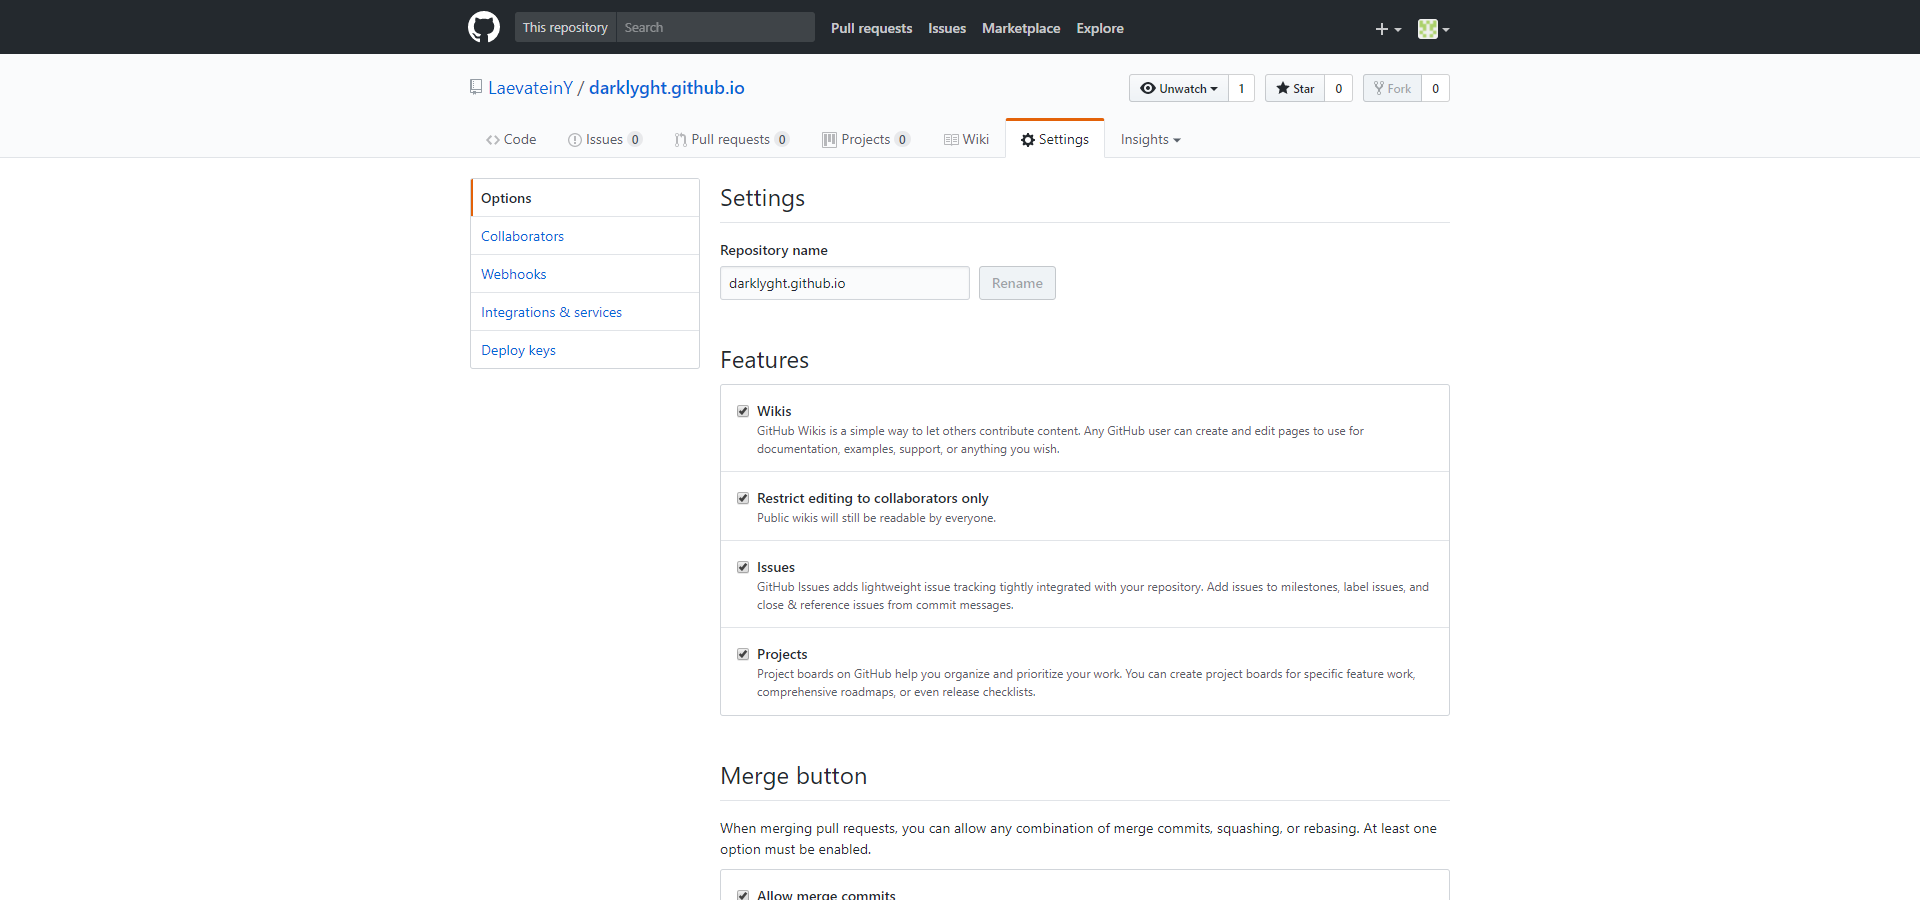 This repository Search Pull requests Issues Marketplace Explore
LaevateinY / darklyght.github.io Unwatch 1 Star 0 Fork 0
Code Issues 0 Pull requests 0 Projects 0 Wiki Settings Insights
Options
Collaborators
Webhooks
Integrations & services
Deploy keys
Settings
Repository name
darklyght.github.io Rename
Features
Wikis
GitHub Wikis is a simple way to let others contribute content. Any GitHub user can create and edit pages to use for
documentation, examples, support, or anything you wish.
Restrict editing to collaborators only
Public wikis will still be readable by everyone.
Issues
GitHub Issues adds lightweight issue tracking tightly integrated with your repository. Add issues to milestones, label issues, and
close & reference issues from commit messages.
Projects
Project boards on GitHub help you organize and prioritize your work. You can create project boards for specific feature work,
comprehensive roadmaps, or even release checklists.
Merge button
When merging pull requests, you can allow any combination of merge commits, squashing, or rebasing. At least one
option must be enabled.
Allow merge commits